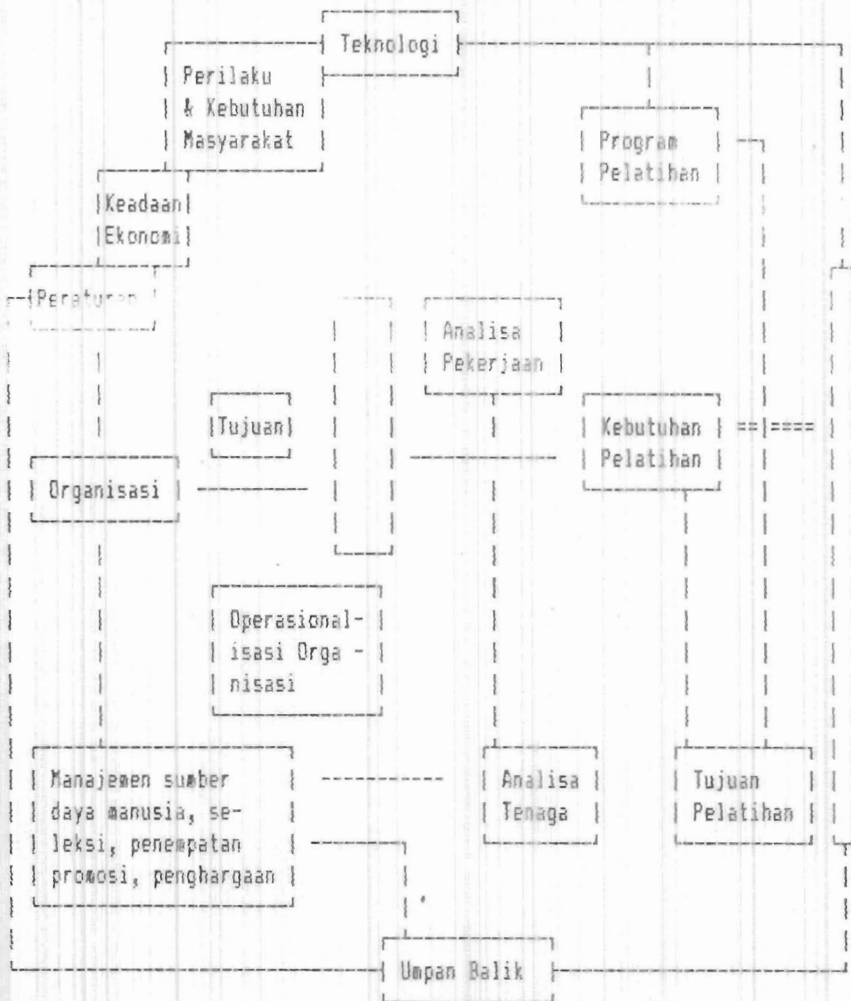 Teknologi
Perilaku
& Kebutuhan
Masyarakat
Program
Pelatihan
Keadaan
Ekonomi
Peraturan
Analisa
Pekerjaan
Tujuan
Kebutuhan
Pelatihan
Organisasi
Operasional-
isasi Orga -
nisasi
Manajemen sumber
daya manusia, se-
leksi, penempatan
promosi, penghargaan
Analisa
Tenaga
Tujuan
Pelatihan
Umpan Balik